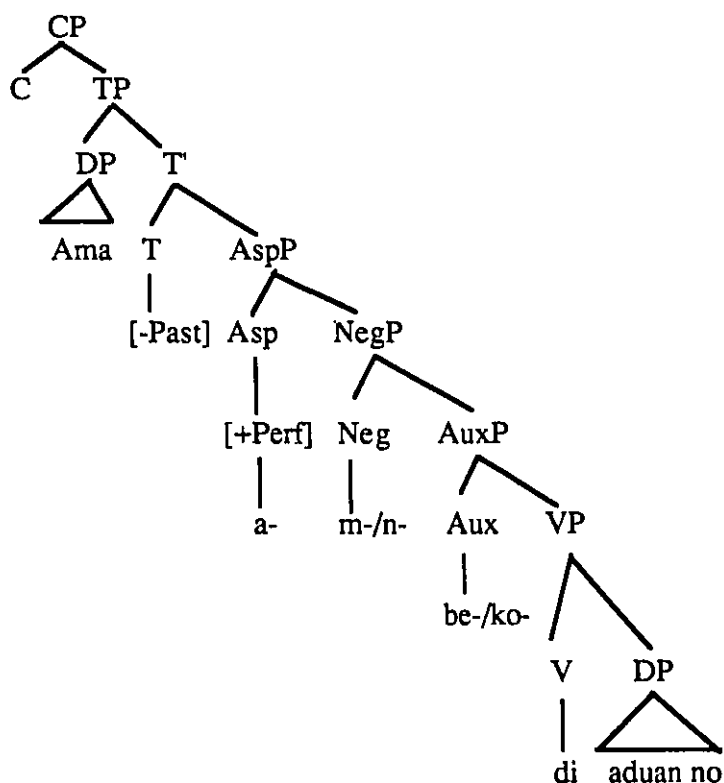 CP
C TP
DP T'
Ama T AspP
[-Past] Asp NegP
[+Perf] Neg AuxP
a- m-/n- Aux VP
be-/ko-
V DP
di aduan no